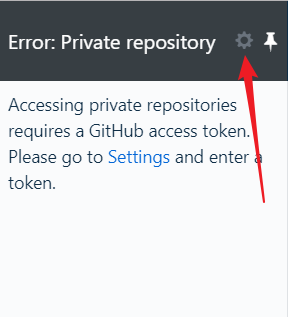 Error: Private repository
Accessing private repositories
requires a GitHub access token.
Please go to Settings and enter a
token.